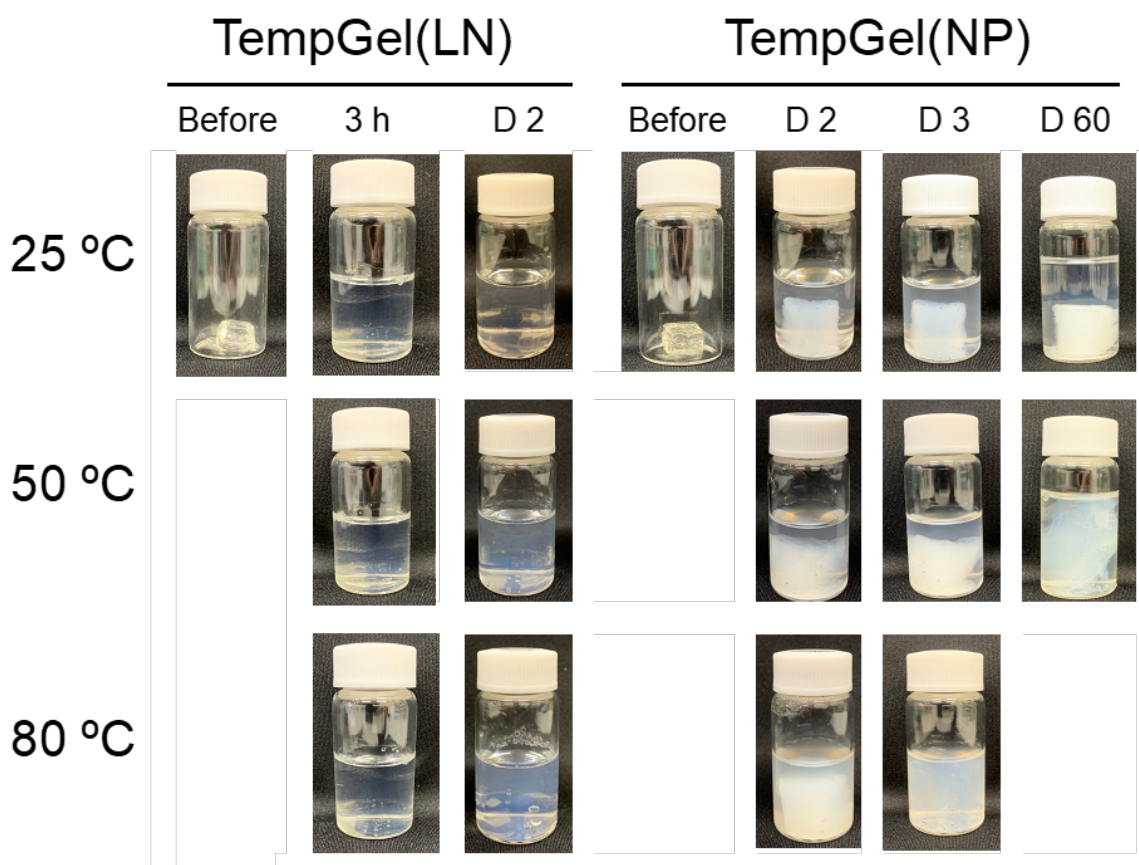 TempGel(LN)
TempGel(NP)
Before 3 h D 2
Before D 2 D 3 D 60
25 ºC
50 ºC
80 ºC